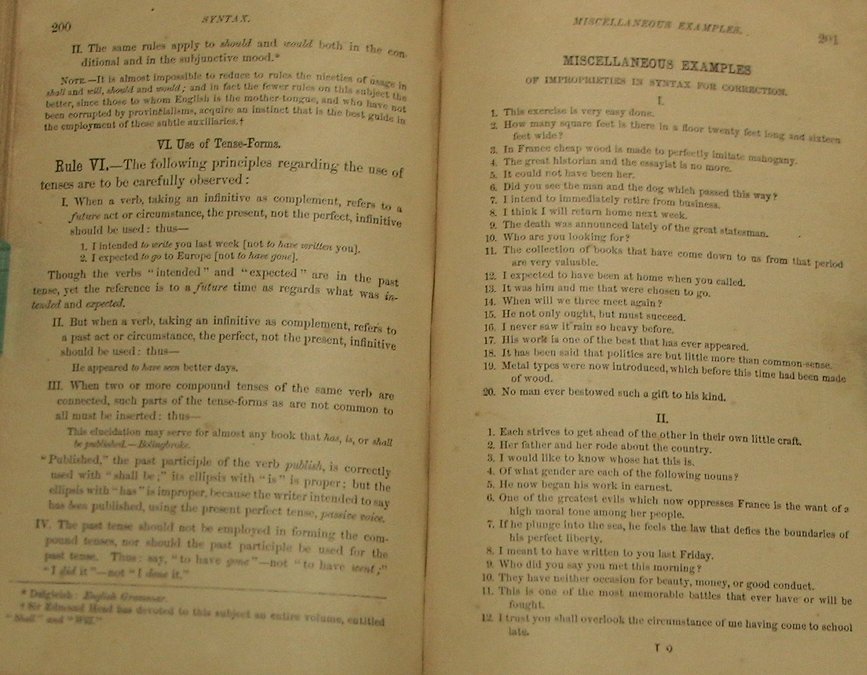 200
SYNTAX.
II. The same rules apply to should and would both in the con-
ditional and in the subjunctive mood.*
NOTE.—It is almost impossible to reduce to rules the niceties of usage in
shall and will, should and would; and in fact the fewer rules on this subject the
better, since those to whom English is the mother-tongue, and who have not
been corrupted by provincialisms, acquire an instinct that is the best guide in
the employment of these subtle auxiliaries.†
VI. Use of Tense-Forms.
Rule VI.—The following principles regarding the use of
tenses are to be carefully observed:
I. When a verb, taking an infinitive as complement, refers to a
future act or circumstance, the present, not the perfect, infinitive
should be used: thus—
1. I intended to write you last week [not to have written you].
2. I expected to go to Europe [not to have gone].
Though the verbs "intended" and "expected" are in the past
tense, yet the reference is to a future time as regards what was in-
tended and expected.
II. But when a verb, taking an infinitive as complement, refers to
a past act or circumstance, the perfect, not the present, infinitive
should be used: thus—
He appeared to have seen better days.
III. When two or more compound tenses of the same verb are
connected, such parts of the tense-forms as are not common to
all must be inserted: thus—
This elucidation may serve for almost any book that has, is, or shall
be published.—Bolingbroke.
"Published," the past participle of the verb publish, is correctly
used with "shall be;" its ellipsis with "is" is proper; but the
ellipsis with "has" is improper, because the writer intended to say
has been published, using the present perfect tense, passive voice.
IV. The past tense should not be employed in forming the com-
pound tenses, nor should the past participle be used for the
past tense. Thus: say, "to have gone"—not "to have went;"
"I did it"—not "I done it."
* Dalgleish: English Grammar.
† Sir Edmund Head has devoted to this subject an entire volume, entitled
"Shall" and "Will."
MISCELLANEOUS EXAMPLES.
201
MISCELLANEOUS EXAMPLES
OF IMPROPRIETIES IN SYNTAX FOR CORRECTION.
I.
1. This exercise is very easy done.
2. How many square feet is there in a floor twenty feet long and sixteen
feet wide?
3. In France cheap wood is made to perfectly imitate mahogany.
4. The great historian and the essayist is no more.
5. It could not have been her.
6. Did you see the man and the dog which passed this way?
7. I intend to immediately retire from business.
8. I think I will return home next week.
9. The death was announced lately of the great statesman.
10. Who are you looking for?
11. The collection of books that have come down to us from that period
are very valuable.
12. I expected to have been at home when you called.
13. It was him and me that were chosen to go.
14. When will we three meet again?
15. He not only ought, but must succeed.
16. I never saw it rain so heavy before.
17. His work is one of the best that has ever appeared.
18. It has been said that politics are but little more than common-sense.
19. Metal types were now introduced, which before this time had been made
of wood.
20. No man ever bestowed such a gift to his kind.
II.
1. Each strives to get ahead of the other in their own little craft.
2. Her father and her rode about the country.
3. I would like to know whose hat this is.
4. Of what gender are each of the following nouns?
5. He now began his work in earnest.
6. One of the greatest evils which now oppresses France is the want of a
high moral tone among her people.
7. If he plunge into the sea, he feels the law that defies the boundaries of
his perfect liberty.
8. I meant to have written to you last Friday.
9. Who did you say you met this morning?
10. They have neither occasion for beauty, money, or good conduct.
11. This is one of the most memorable battles that ever have or will be
fought.
12. I trust you shall overlook the circumstance of me having come to school
late.
I 9